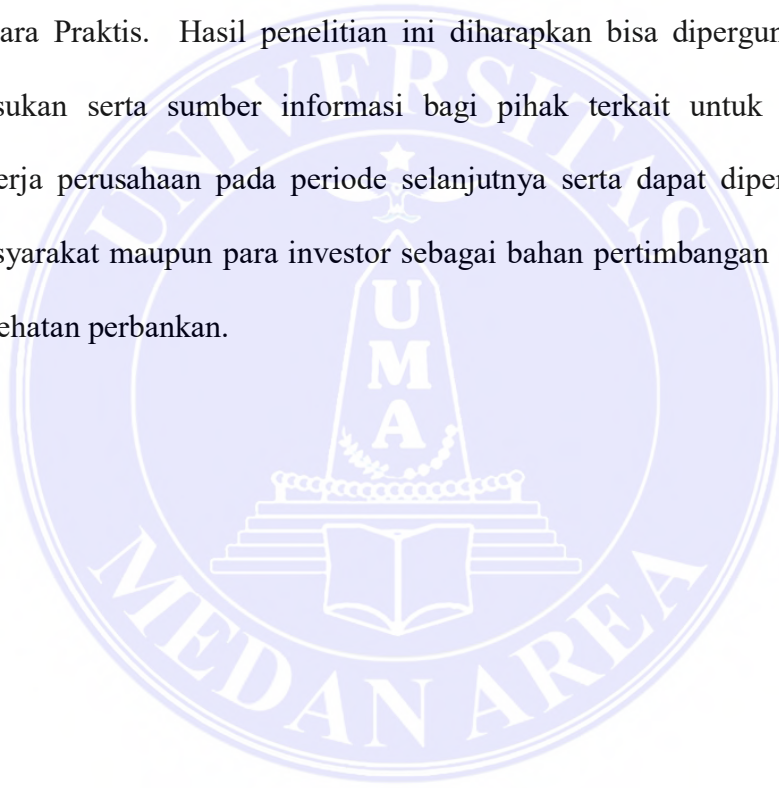 ara Praktis. Hasil penelitian ini diharapkan bisa dipergun
sukan serta sumber informasi bagi pihak terkait untuk
erja perusahaan pada periode selanjutnya serta dapat diper
syarakat maupun para investor sebagai bahan pertimbangan
ehatan perbankan.
UNIVERSITAS
UMA
MEDAN AREA